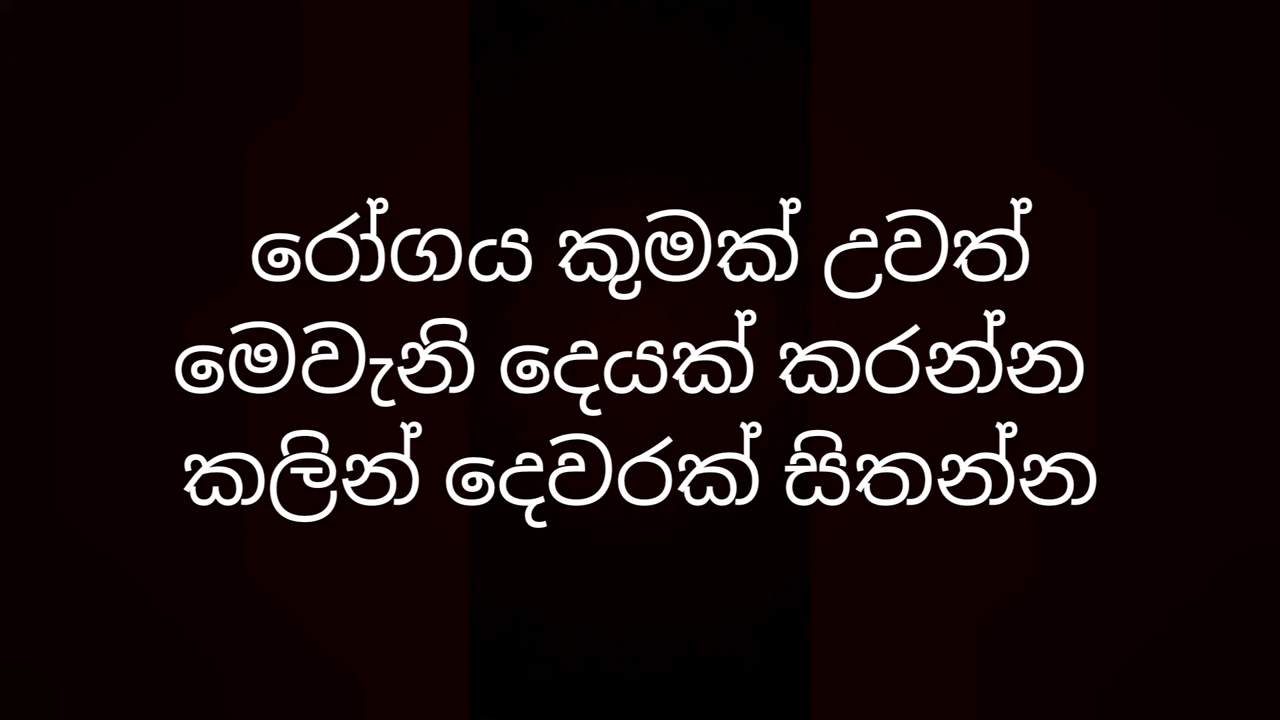 රෝගය කුමක් උවත්
මෙවැනි දෙයක් කරන්න
කලින් දෙවරක් සිතන්න